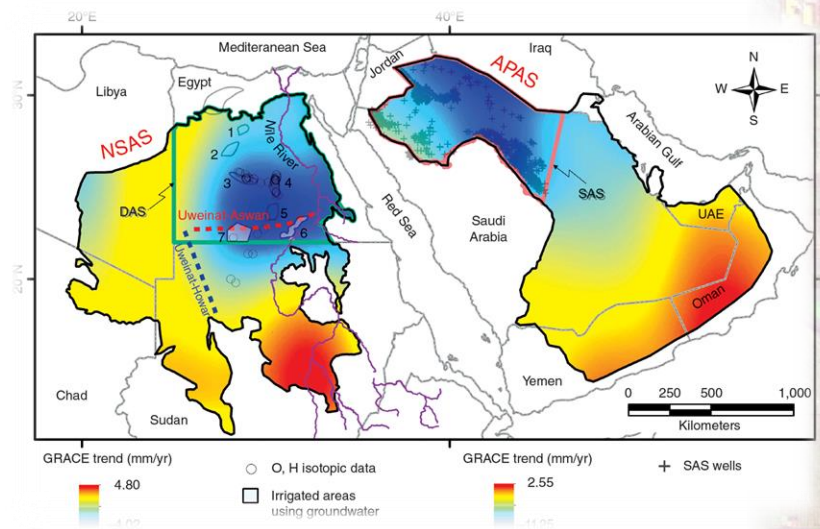 20°E
40°E
Mediteranean Sea
Iraq
Jordan
APAS
N
W
E
S
Libya
Egypt
30°N
NSAS
Nile River
1
2
3
4
5
6
7
DAS
Uweinat-Aswan
Uweinat-Howar
Red Sea
Arabian Gulf
SAS
Saudi
Arabia
UAE
20°N
Oman
Yemen
Chad
Sudan
0 250 500 1,000
Kilometers
GRACE trend (mm/yr)
4.80
O, H isotopic data
Irrigated areas
using groundwater
GRACE trend (mm/yr)
2.55
SAS wells